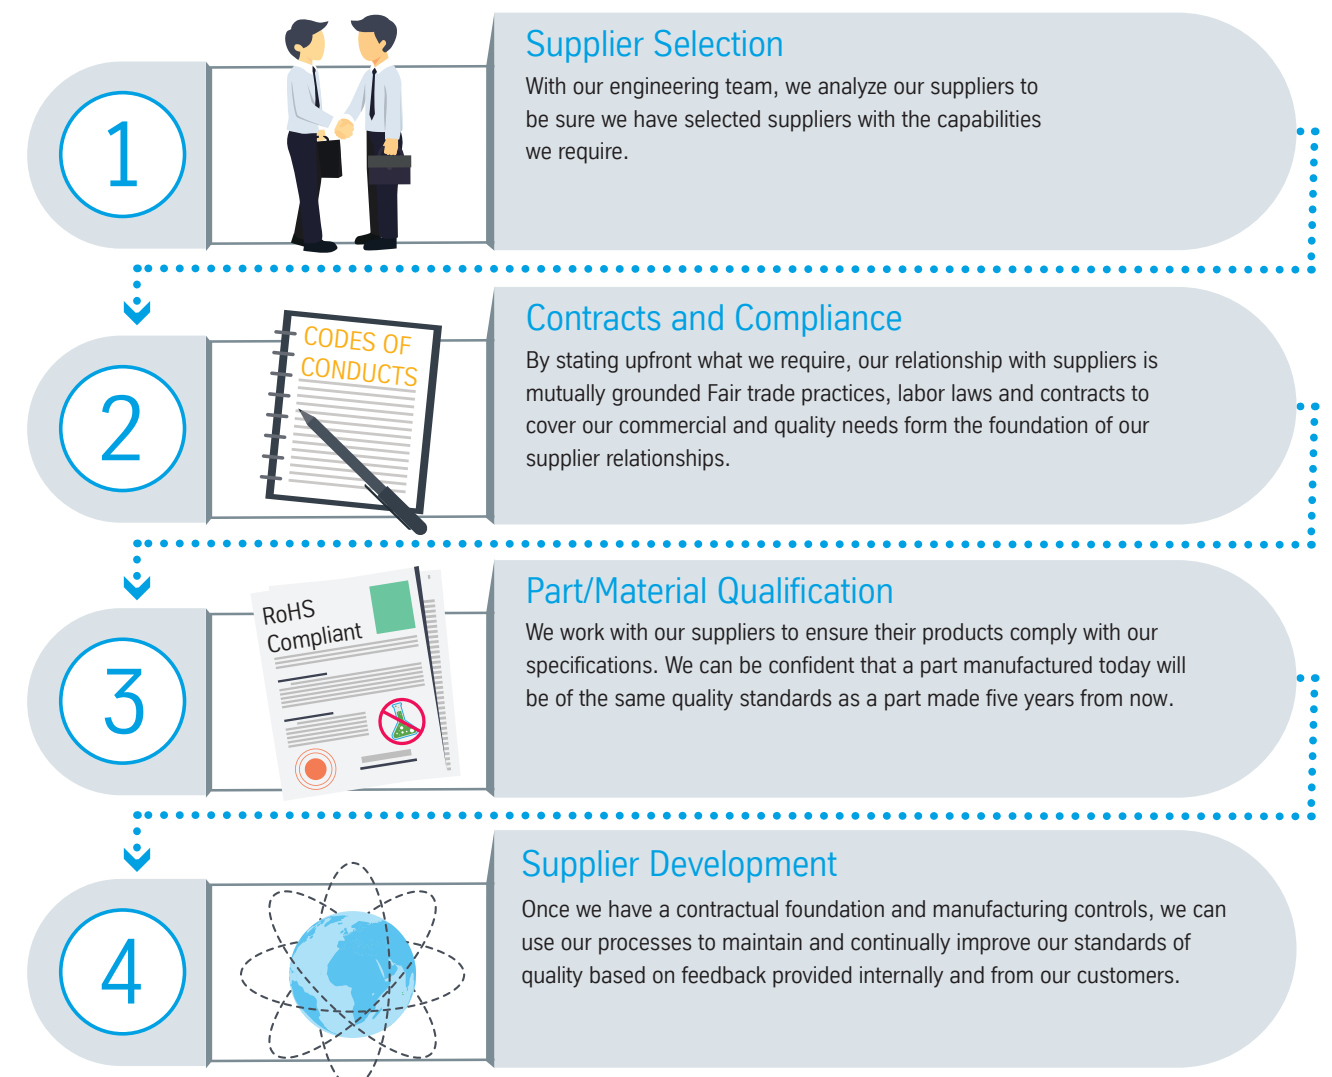 1
Supplier Selection
With our engineering team, we analyze our suppliers to
be sure we have selected suppliers with the capabilities
we require.
2
CODES OF
CONDUCTS
Contracts and Compliance
By stating upfront what we require, our relationship with suppliers is
mutually grounded Fair trade practices, labor laws and contracts to
cover our commercial and quality needs form the foundation of our
supplier relationships.
3
RoHS
Compliant
Part/Material Qualification
We work with our suppliers to ensure their products comply with our
specifications. We can be confident that a part manufactured today will
be of the same quality standards as a part made five years from now.
4
Supplier Development
Once we have a contractual foundation and manufacturing controls, we can
use our processes to maintain and continually improve our standards of
quality based on feedback provided internally and from our customers.